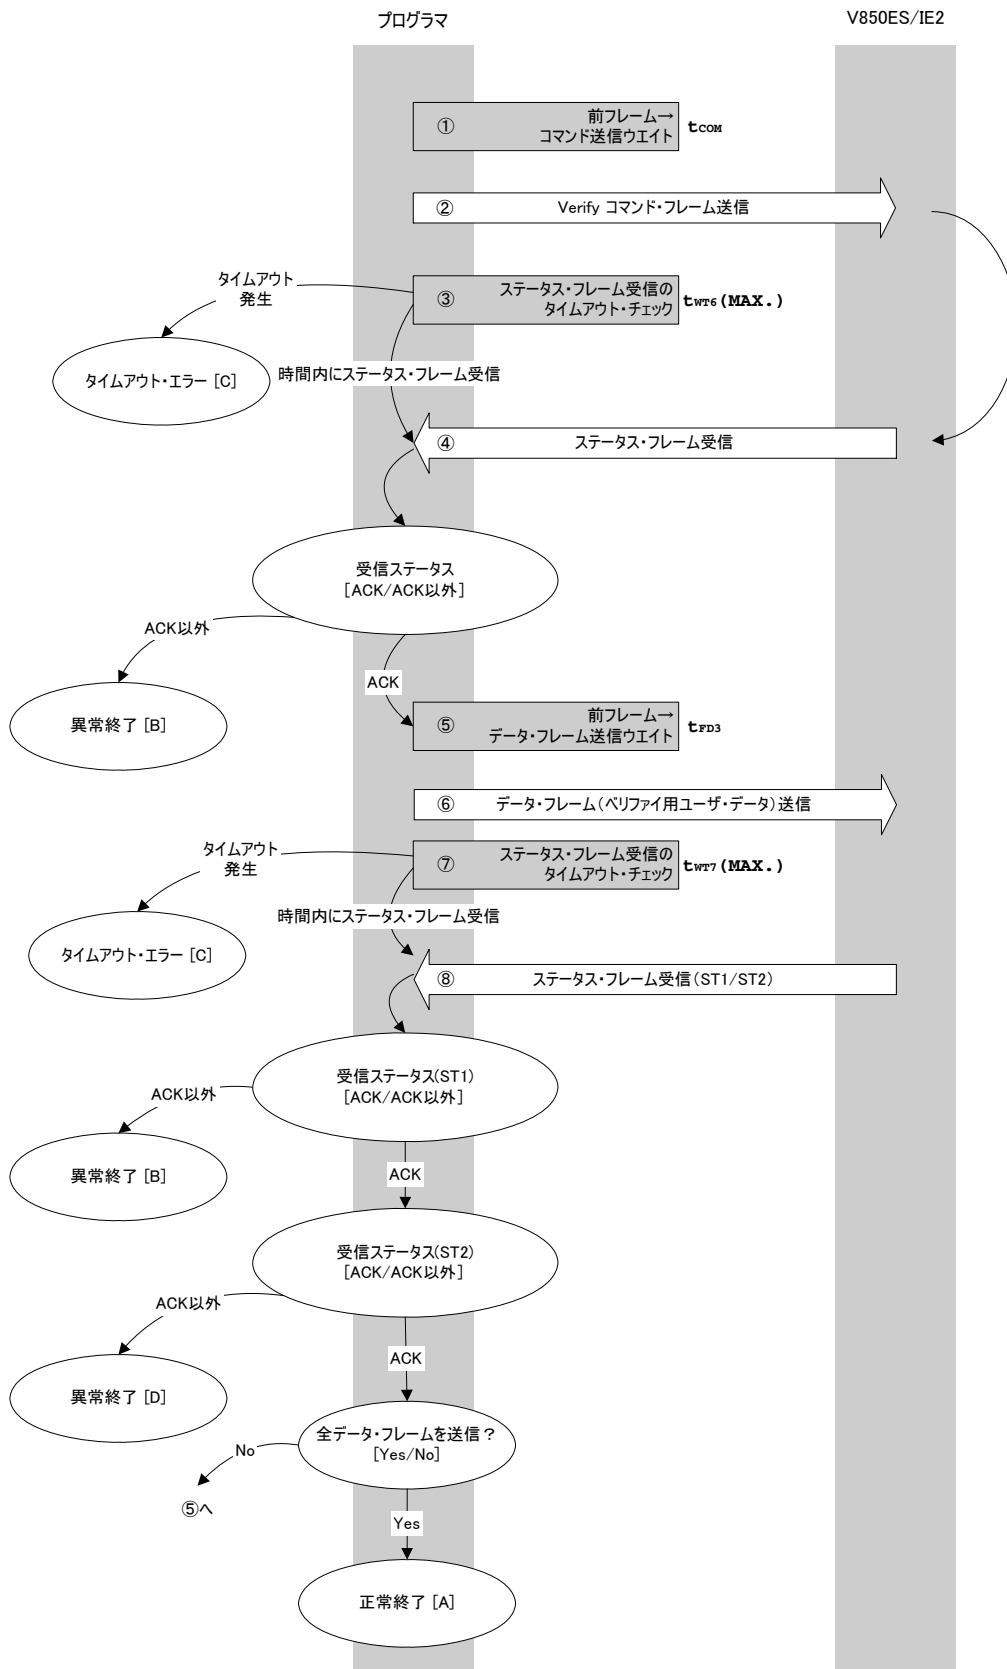 プログラマ
V850ES/IE2
①
前フレーム→
コマンド送信ウエイト
tCOM
②
Verify コマンド・フレーム送信
タイムアウト
発生
③
ステータス・フレーム受信の
タイムアウト・チェック
tWT6(MAX.)
タイムアウト・エラー [C]
時間内にステータス・フレーム受信
④
ステータス・フレーム受信
受信ステータス
[ACK/ACK以外]
ACK以外
ACK
異常終了 [B]
⑤
前フレーム→
データ・フレーム送信ウエイト
tFD3
⑥
データ・フレーム(ベリファイ用ユーザ・データ)送信
タイムアウト
発生
⑦
ステータス・フレーム受信の
タイムアウト・チェック
tWT7(MAX.)
時間内にステータス・フレーム受信
タイムアウト・エラー [C]
⑧
ステータス・フレーム受信(ST1/ST2)
受信ステータス(ST1)
[ACK/ACK以外]
ACK以外
異常終了 [B]
ACK
受信ステータス(ST2)
[ACK/ACK以外]
ACK以外
ACK
異常終了 [D]
全データ・フレームを送信？
[Yes/No]
No
⑤へ
Yes
正常終了 [A]